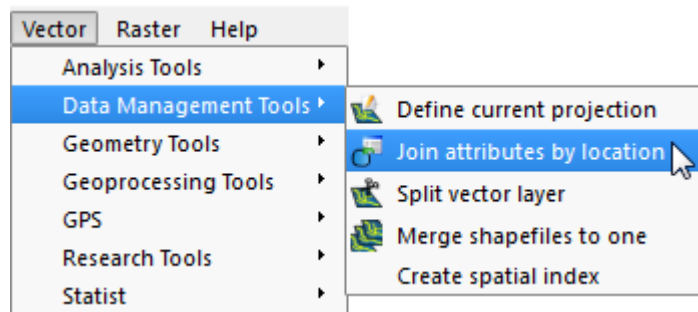 Vector Raster Help
Analysis Tools
Data Management Tools
Geometry Tools
Geoprocessing Tools
GPS
Research Tools
Statist
Define current projection
Join attributes by location
Split vector layer
Merge shapefiles to one
Create spatial index